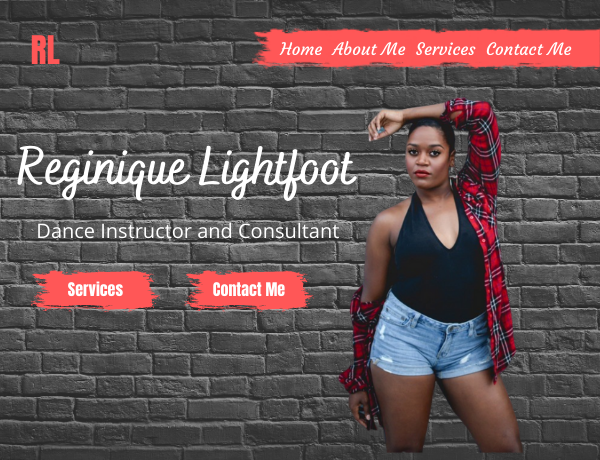 RL
Home About Me Services Contact Me
Reginique Lightfoot
Dance Instructor and Consultant
Services
Contact Me